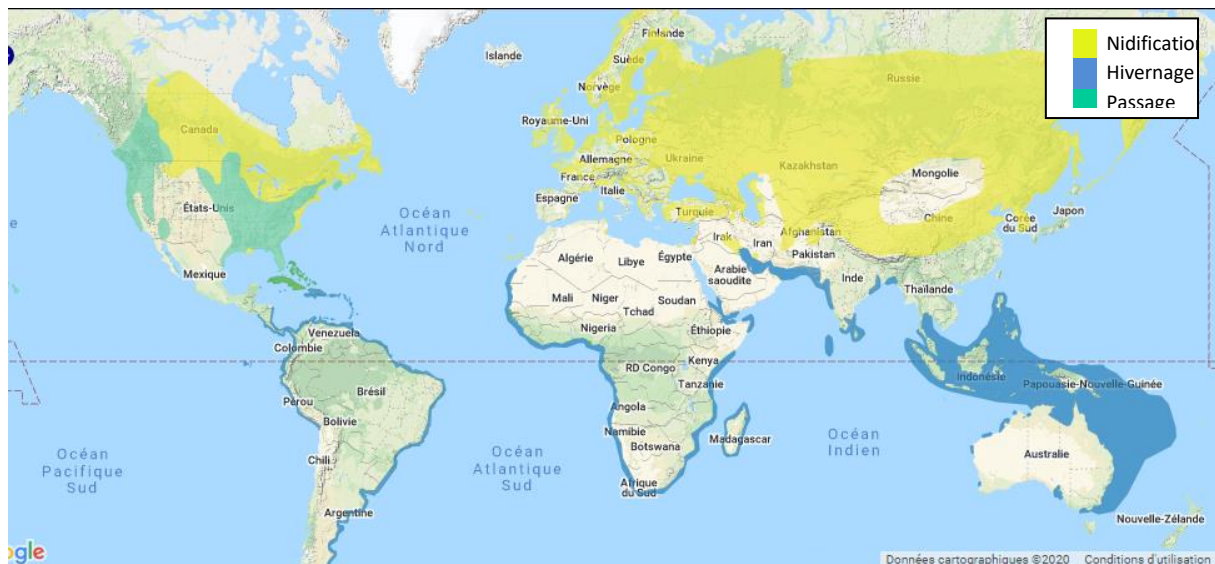 Nidification
Hivernage
Passage
Finlande
Islande
Suède
Russie
Norvège
Canada
Royaume-Uni
Pologne
Allemagne
Ukraine
Kazakhstan
France
Mongolie
Italie
Espagne
États-Unis
Océan
Atlantique
Nord
Turquie
Chine
Corée
du Sud
Japon
Irak
Iran
Afghanistan
Algérie
Libye
Égypte
Pakistan
Mexique
Arabie
saoudite
Inde
Mali
Niger
Soudan
Tchad
Thaïlande
Venezuela
Nigeria
Éthiopie
Colombie
Kenya
RD Congo
Indonésie
Papouasie-Nouvelle-Guinée
Tanzanie
Brésil
Pérou
Angola
Bolivie
Namibie
Botswana
Madagascar
Océan
Indien
Océan
Pacifique
Sud
Chili
Océan
Atlantique
Sud
Australie
Afrique
du Sud
Argentine
Nouvelle-Zélande
ogle
Données cartographiques ©2020 Conditions d'utilisation